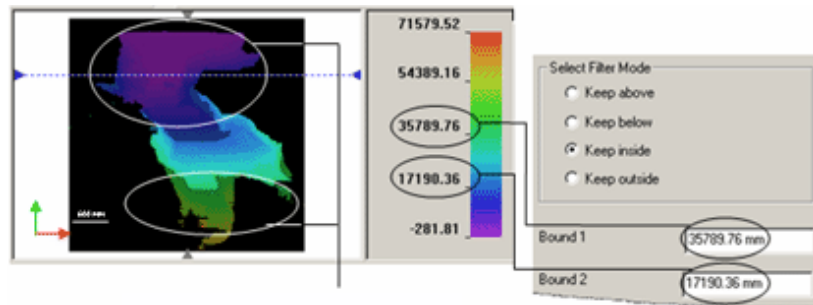 71579.52
54389.16
35789.76
17190.36
-281.81
Select Filter Mode
Keep above
Keep below
Keep inside
Keep outside
Bound 1 35789.76 mm
Bound 2 17190.36 mm